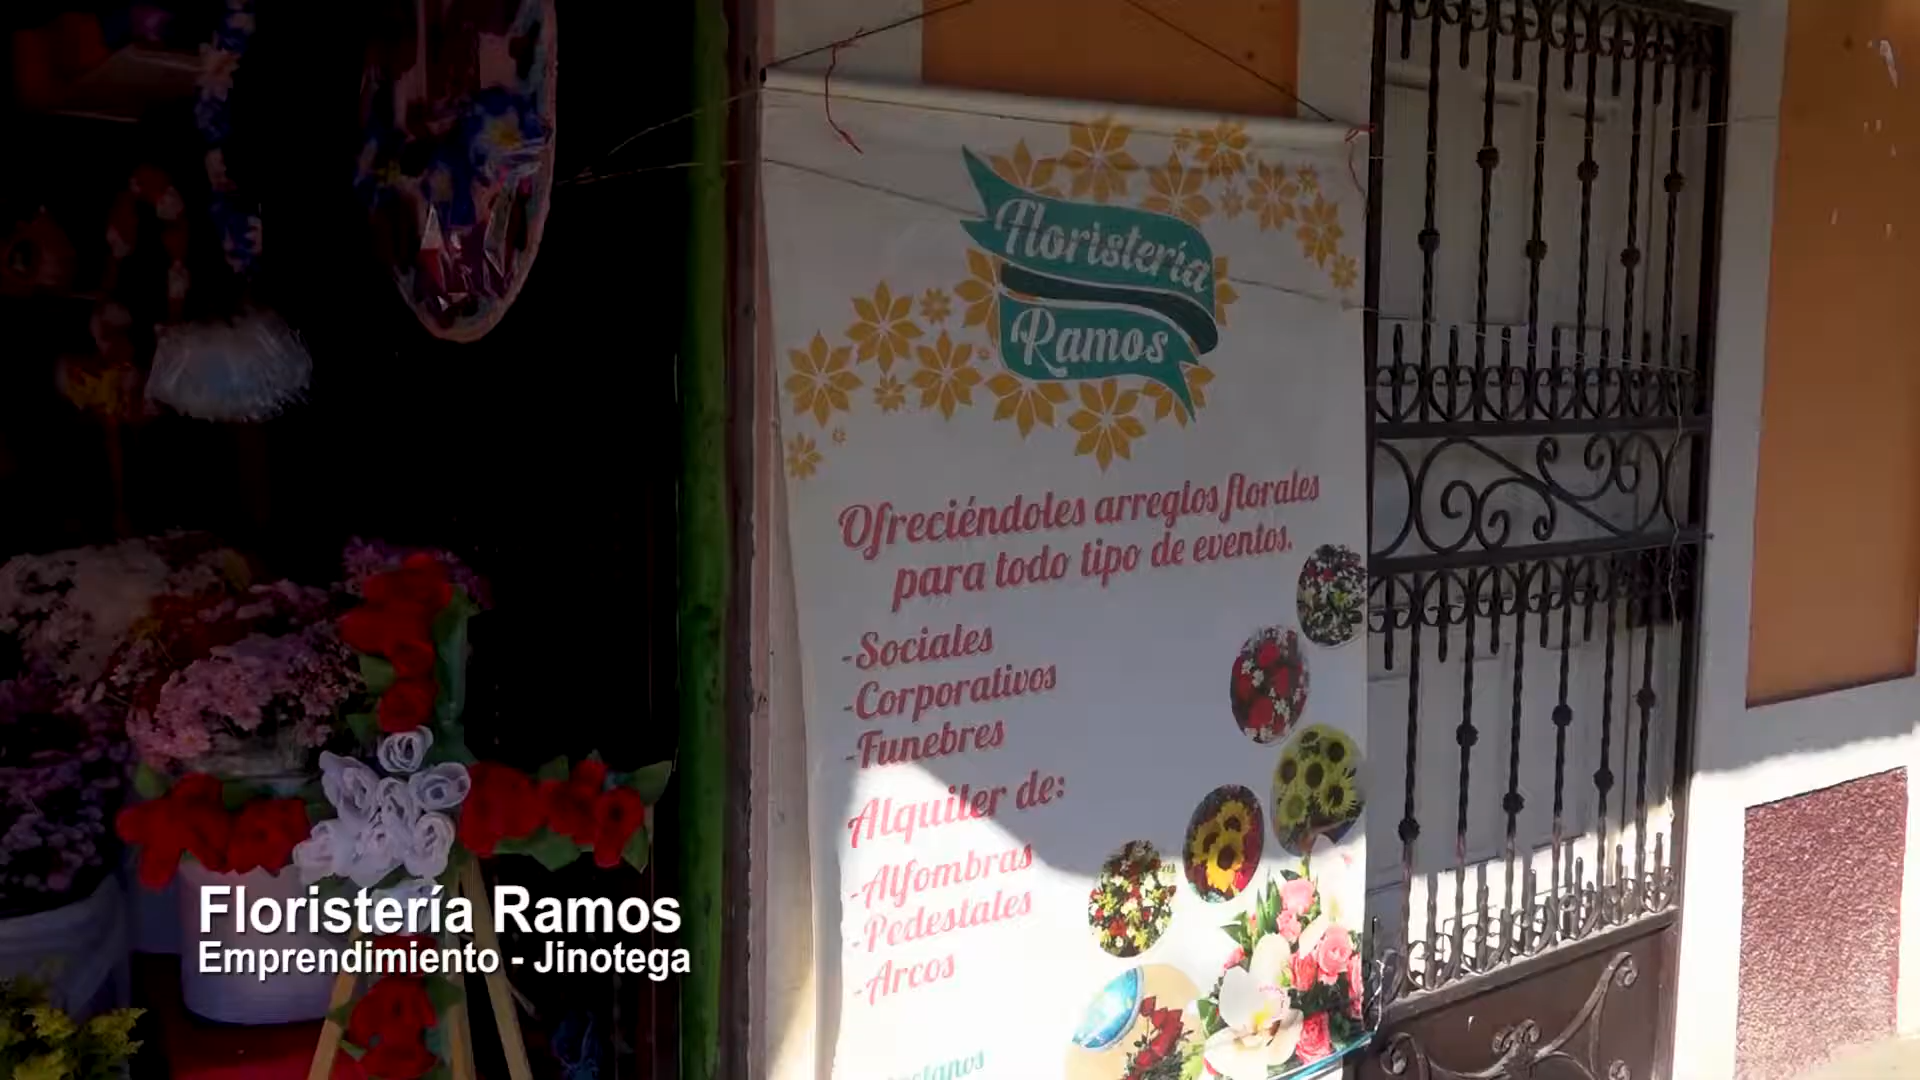 Floristería
Ramos
Ofreciéndoles arreglos florales
para todo tipo de eventos.
-Sociales
-Corporativos
-Funebres
Alquiler de:
-Alfombras
-Pedestales
-Arcos
Floristería Ramos
Emprendimiento - Jinotega